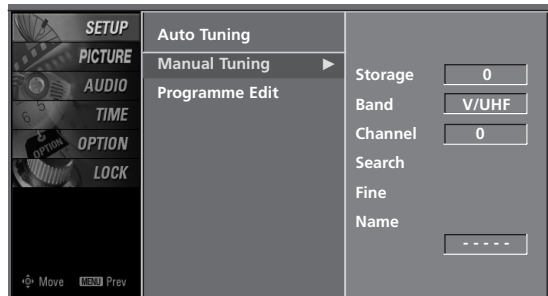 SETUP
PICTURE
AUDIO
TIME
OPTION
LOCK
Move MENU Prev
Auto Tuning
Manual Tuning ▶
Programme Edit
Storage 0
Band V/UHF
Channel 0
Search
Fine
Name
- - - - -